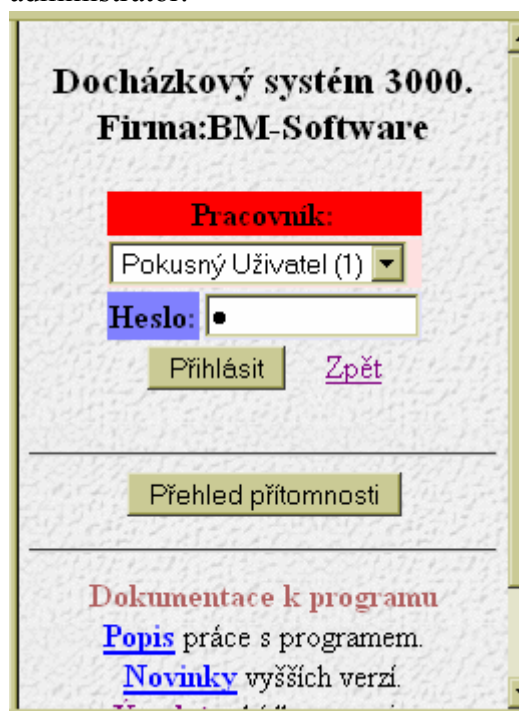 Docházkový systém 3000.
Firma:BM-Software
Pracovník:
Pokusný Uživatel (1)
Heslo: ●
Přihlásit Zpět
Přehled přítomnosti
Dokumentace k programu
Popis práce s programem.
Novinky vyšších verzí.